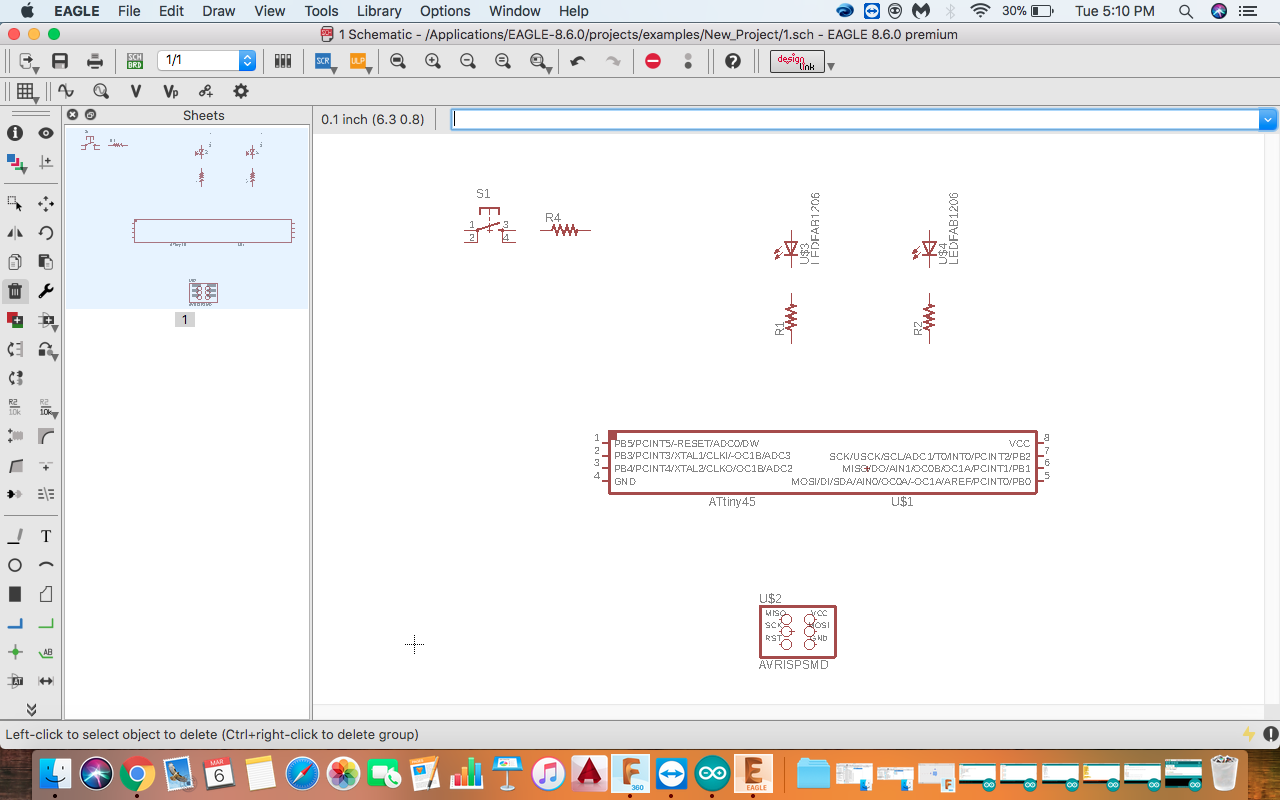 EAGLE File Edit Draw View Tools Library Options Window Help 30% Tue 5:10 PM
1 Schematic - /Applications/EAGLE-8.6.0/projects/examples/New_Project/1.sch - EAGLE 8.6.0 premium
SCH BRD 1/1 SCR ULP design link
V Vp
Sheets
0.1 inch (6.3 0.8)
1
S1
1 3
2 4
R4
U$3
LEDFAB1206
U$4
LEDFAB1206
R1
R2
1 PB5/PCINT5/-RESET/ADC0/DW VCC 8
2 PB3/PCINT3/XTAL1/CLKI/-OC1B/ADC3 SCK/USCK/SCL/ADC1/T0/INT0/PCINT2/PB2 7
3 PB4/PCINT4/XTAL2/CLKO/OC1B/ADC2 MISO/DO/AIN1/OC0B/OC1A/PCINT1/PB1 6
4 GND MOSI/DI/SDA/AIN0/OC0A/-OC1A/AREF/PCINT0/PB0 5
ATtiny45 U$1
U$2
MISO VCC
SCK MOSI
RST GND
AVRISPSMD
R2 10k R2 10k
T
AB
Left-click to select object to delete (Ctrl+right-click to delete group)
MAR 6
F 360
E EAGLE